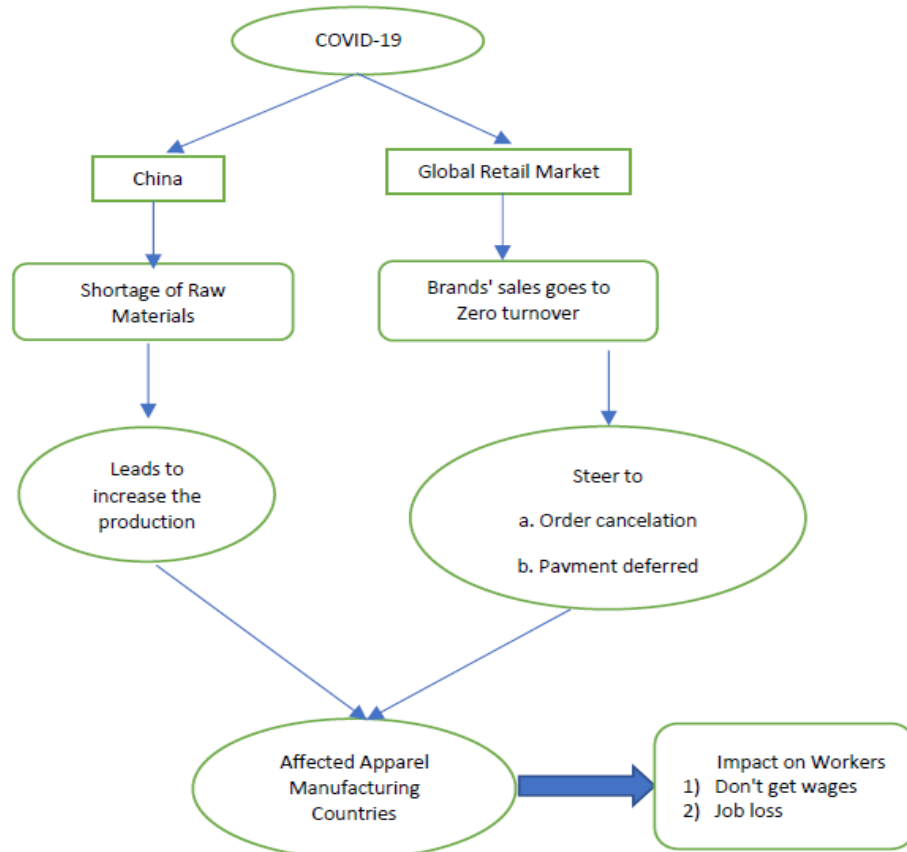 COVID-19
China
Global Retail Market
Shortage of Raw
Materials
Brands' sales goes to
Zero turnover
Leads to
increase the
production
Steer to
a. Order cancelation
b. Pavment deferred
Affected Apparel
Manufacturing
Countries
Impact on Workers
1) Don't get wages
2) Job loss